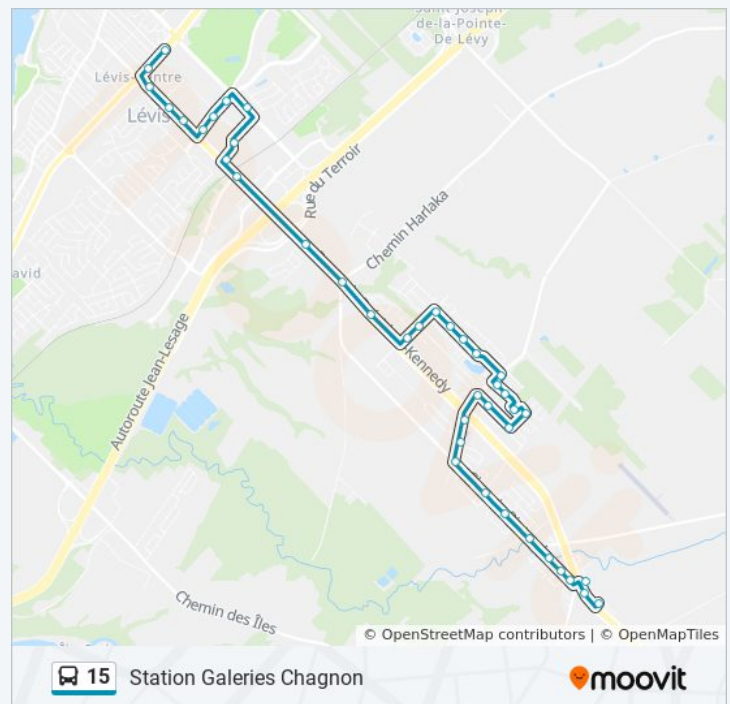 Saint-Joseph-
de-la-Pointe-
De Lévy
Lévis-Centre
Lévis
Rue du Terroir
Chemin Harlaka
avid
Kennedy
Autoroute Jean-Lesage
Chemin des Îles
© OpenStreetMap contributors | © OpenMapTiles
15 Station Galeries Chagnon
moovit